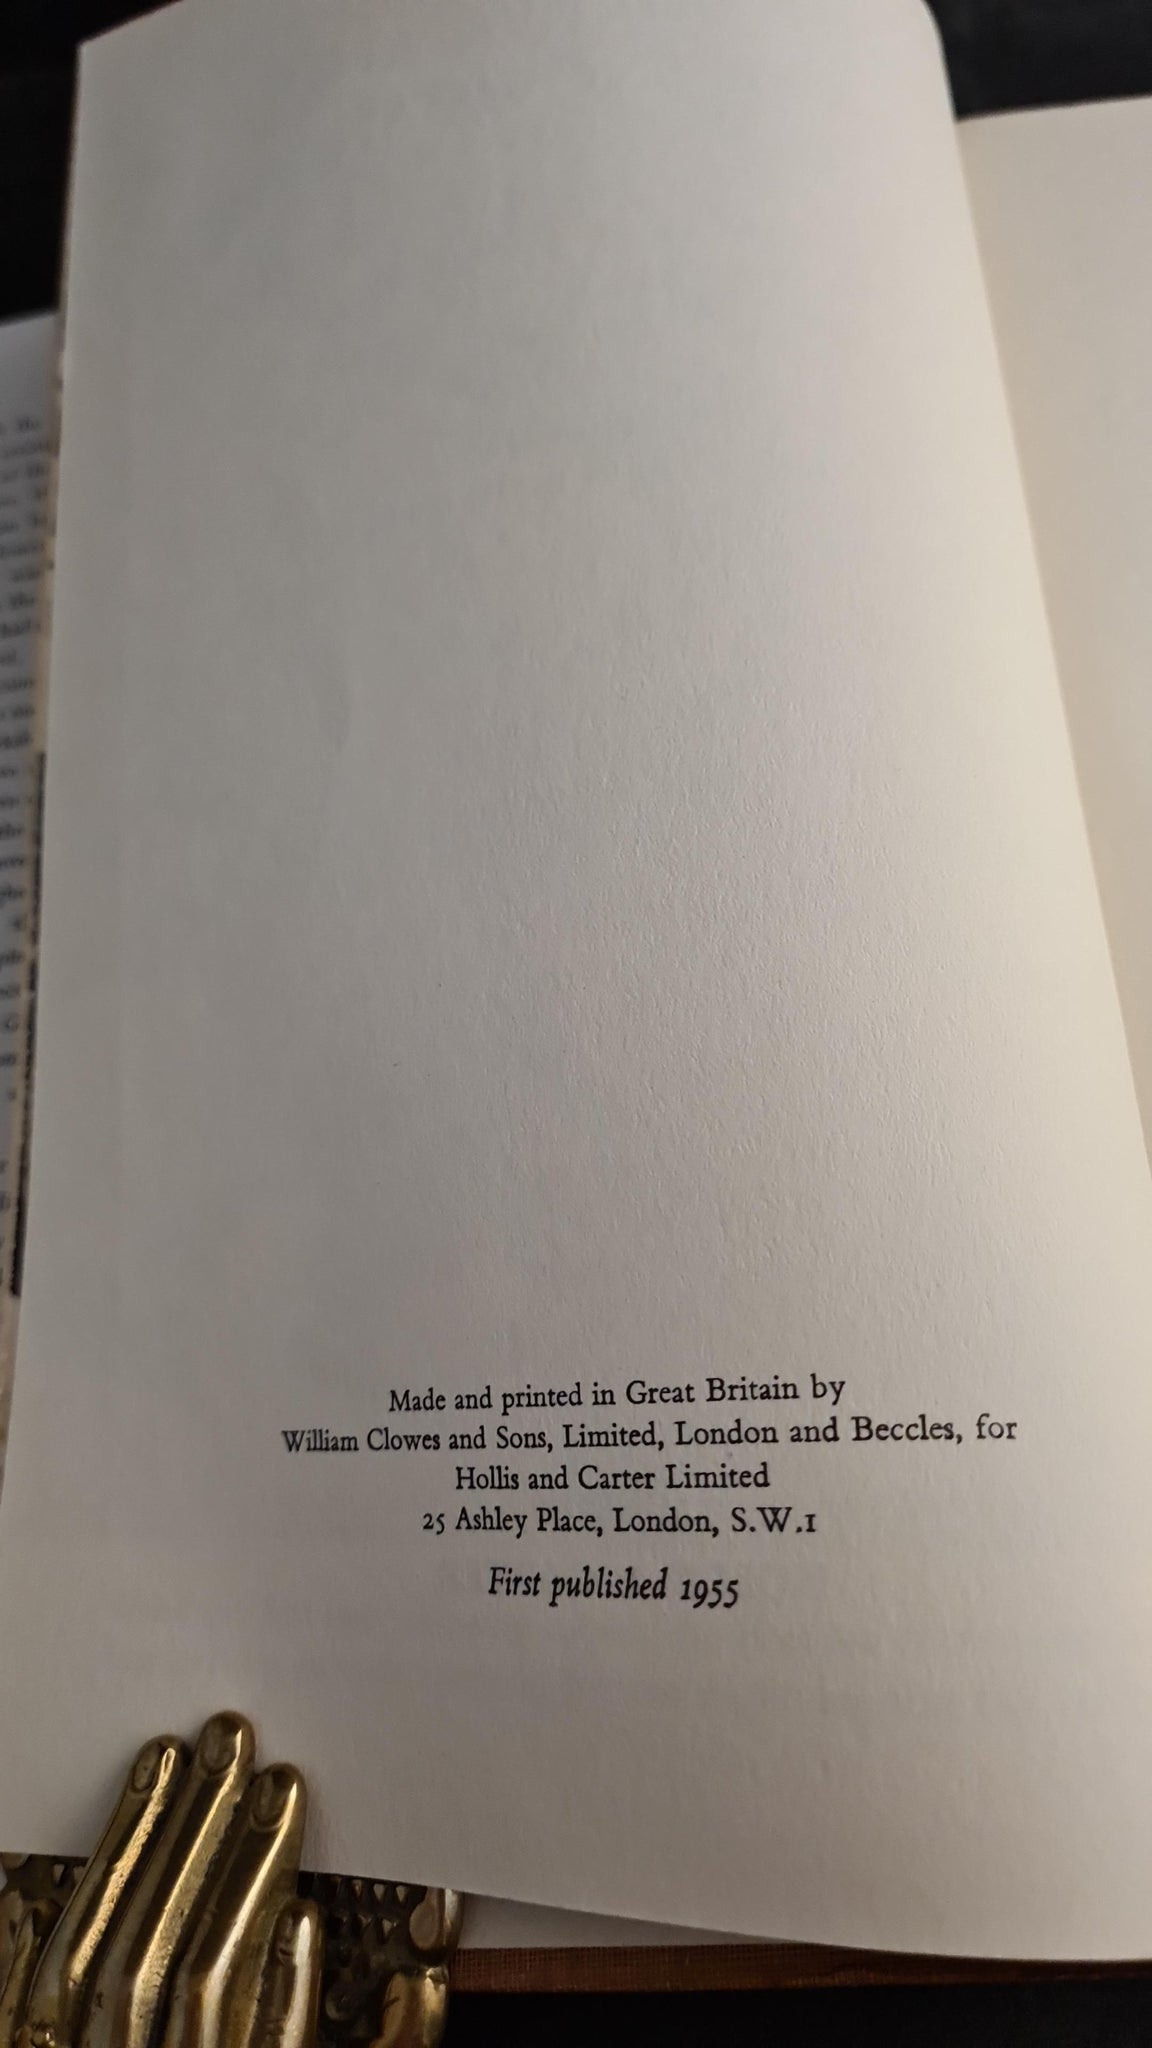 Made and printed in Great Britain by
William Clowes and Sons, Limited, London and Beccles, for
Hollis and Carter Limited
25 Ashley Place, London, S.W.1
First published 1955